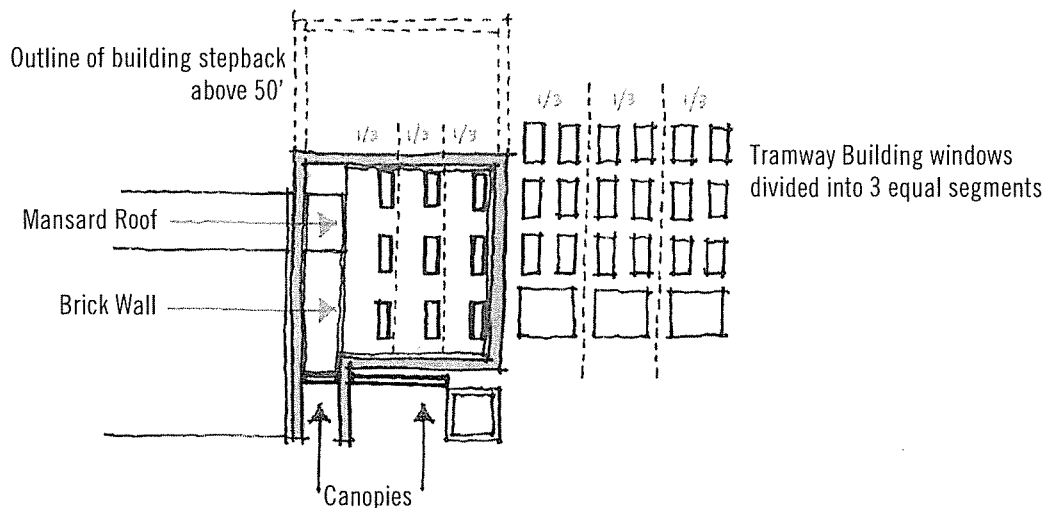 Outline of building stepback
above 50'
1/3 1/3 1/3
1/3 1/3 1/3
Tramway Building windows
divided into 3 equal segments
Mansard Roof
Brick Wall
Canopies